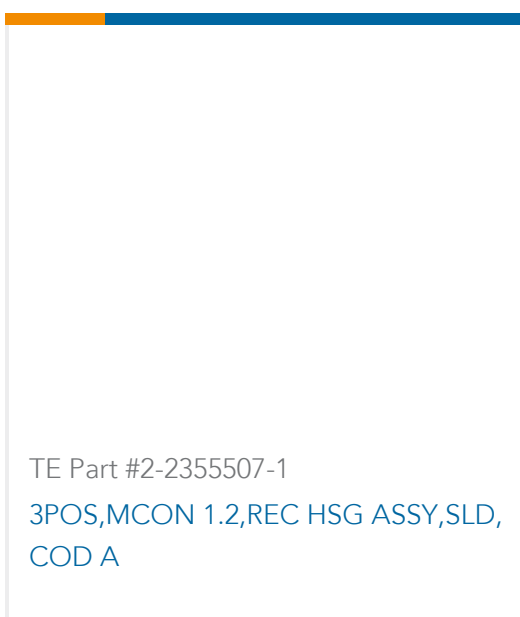 TE Part #2-2355507-1
3POS,MCON 1.2,REC HSG ASSY,SLD,
COD A